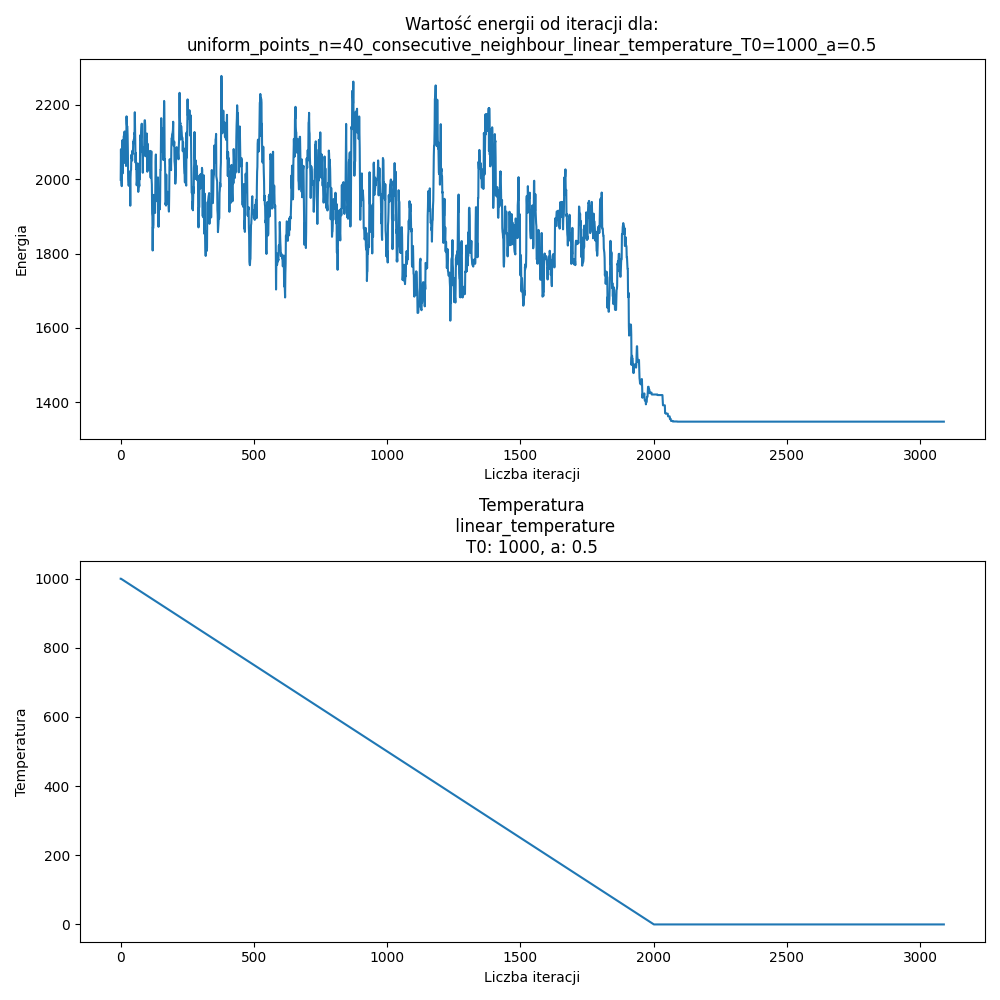 Wartość energii od iteracji dla:
uniform_points_n=40_consecutive_neighbour_linear_temperature_T0=1000_a=0.5
2200
2000
1800
1600
1400
Energia
0 500 1000 1500 2000 2500 3000
Liczba iteracji
Temperatura
linear_temperature
T0: 1000, a: 0.5
1000
800
600
400
200
0
Temperatura
0 500 1000 1500 2000 2500 3000
Liczba iteracji